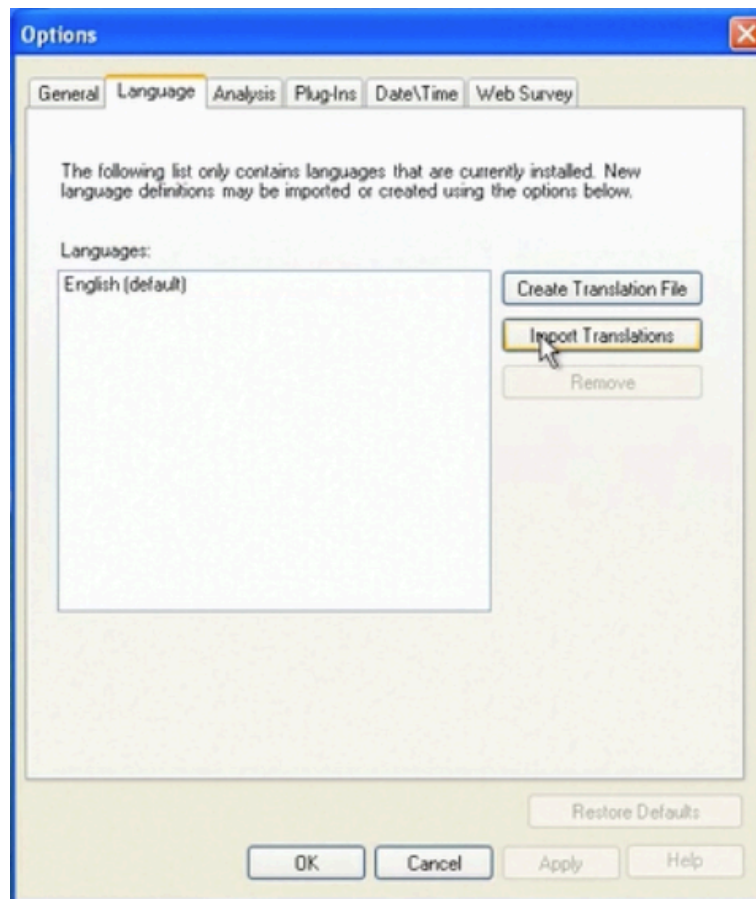 Options
General Language Analysis Plug-Ins Date\Time Web Survey
The following list only contains languages that are currently installed. New
language definitions may be imported or created using the options below.
Languages:
English (default)
Create Translation File
Import Translations
Remove
Restore Defaults
OK Cancel Apply Help